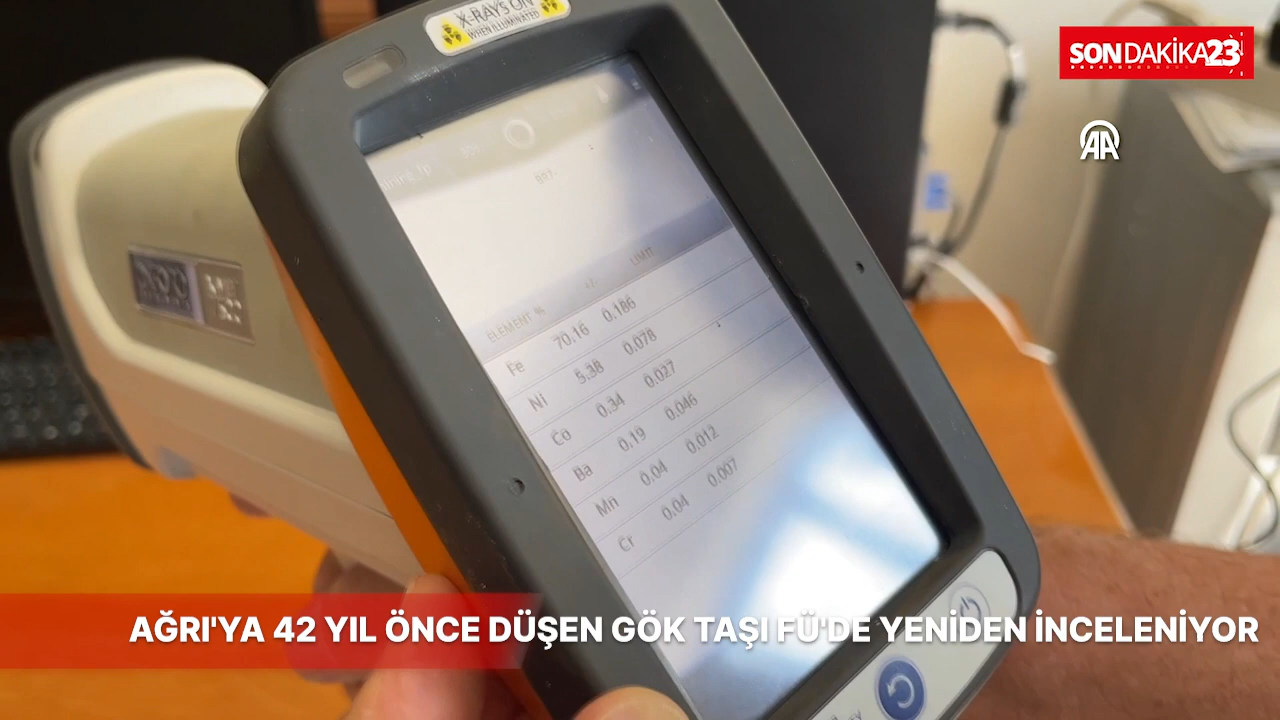 X-RAYS ON
WHEN ILLUMINATED
SONDAKİKA23
AA
ELEMENT % +/- LIMIT
Fe 70.16 0.186
Ni 5.38 0.078
Co 0.34 0.027
Ba 0.19 0.046
Mn 0.04 0.012
Cr 0.04 0.007
AĞRI'YA 42 YIL ÖNCE DÜŞEN GÖK TAŞI FÜ'DE YENİDEN İNCELENİYOR